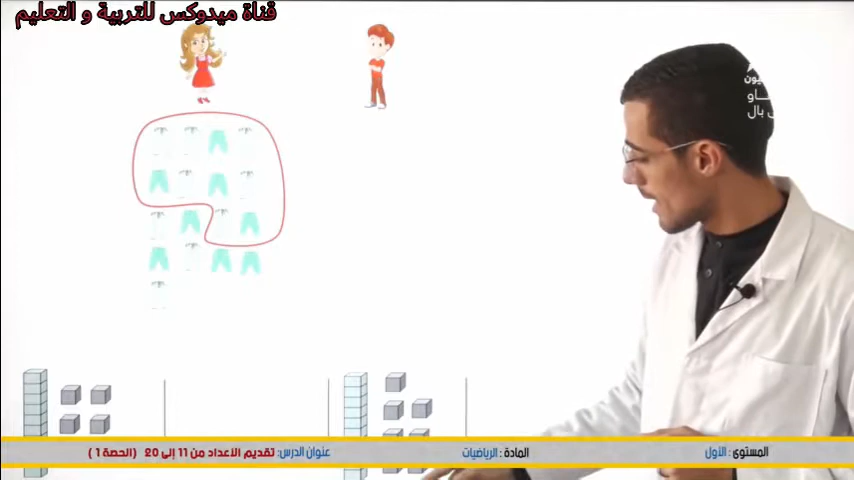 قناة ميدوكس للتربية و التعليم
المستوى : الأول
المادة : الرياضيات
عنوان الدرس: تقديم الأعداد من 11 إلى 20 (الحصة 1)